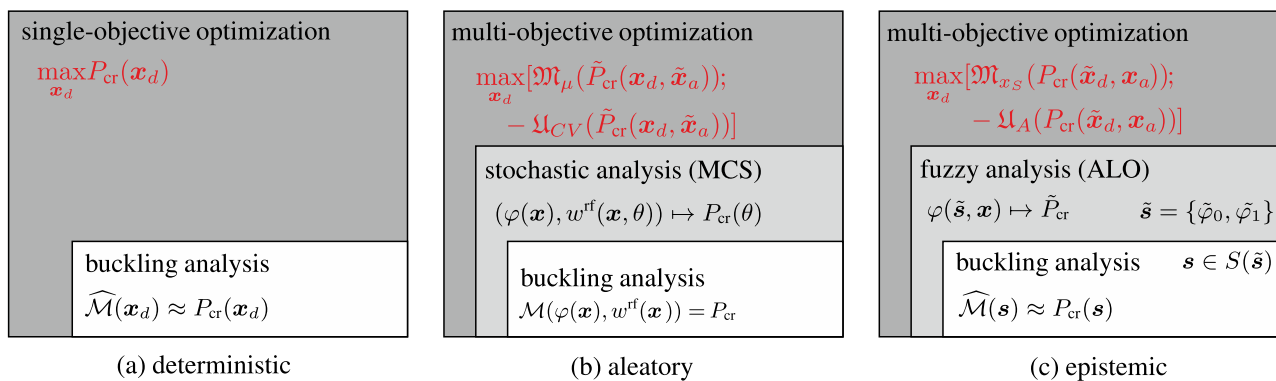 single-objective optimization
max P_cr(x_d)
x_d
buckling analysis
ℳ̂(x_d) ≈ P_cr(x_d)
(a) deterministic
multi-objective optimization
max[𝔐_μ(P̃_cr(x_d, x̃_a));
x_d
− 𝔘_CV(P̃_cr(x_d, x̃_a))]
stochastic analysis (MCS)
(φ(x), w^rf(x, θ)) ↦ P_cr(θ)
buckling analysis
ℳ(φ(x), w^rf(x)) = P_cr
(b) aleatory
multi-objective optimization
max[𝔐_{x_S}(P_cr(x̃_d, x_a));
x_d
− 𝔘_A(P_cr(x̃_d, x_a))]
fuzzy analysis (ALO)
φ(s̃, x) ↦ P̃_cr s̃ = {φ̃_0, φ̃_1}
buckling analysis s ∈ S(s̃)
ℳ̂(s) ≈ P_cr(s)
(c) epistemic